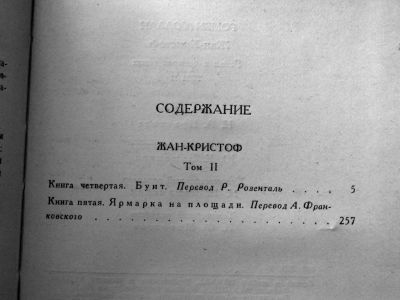 СОДЕРЖАНИЕ
ЖАН-КРИСТОФ
Том II
Книга четвертая. Бунт. Перевод Р. Розенталь . . . . 5
Книга пятая. Ярмарка на площади. Перевод А. Фран-
ковского . . . . . . . . . . . . . . . . 257